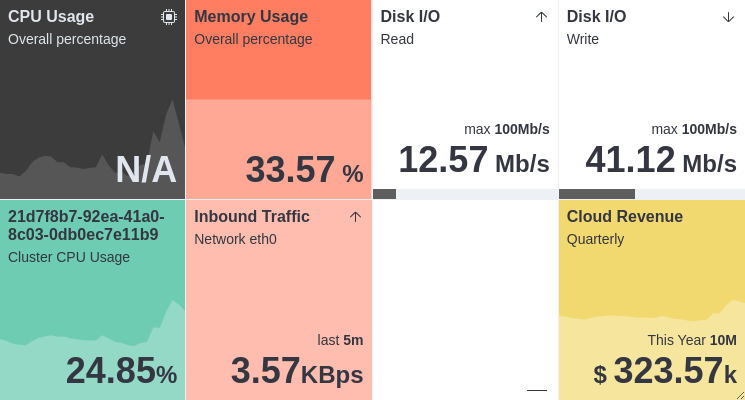 CPU Usage
Overall percentage
N/A
Memory Usage
Overall percentage
33.57 %
Disk I/O
Read
max 100Mb/s
12.57 Mb/s
Disk I/O
Write
max 100Mb/s
41.12 Mb/s
21d7f8b7-92ea-41a0-
8c03-0db0ec7e11b9
Cluster CPU Usage
24.85%
Inbound Traffic
Network eth0
last 5m
3.57KBps
Cloud Revenue
Quarterly
This Year 10M
$ 323.57k